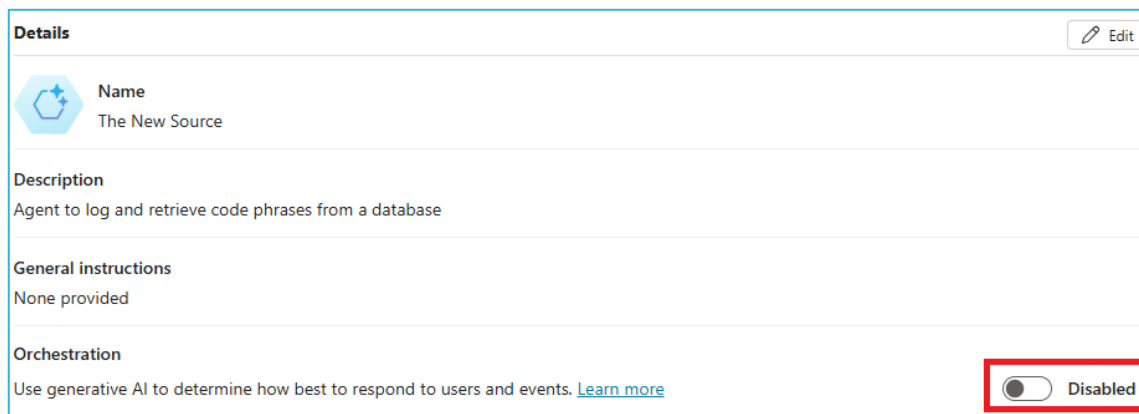 Details
Edit
Name
The New Source
Description
Agent to log and retrieve code phrases from a database
General instructions
None provided
Orchestration
Use generative AI to determine how best to respond to users and events. Learn more
Disabled